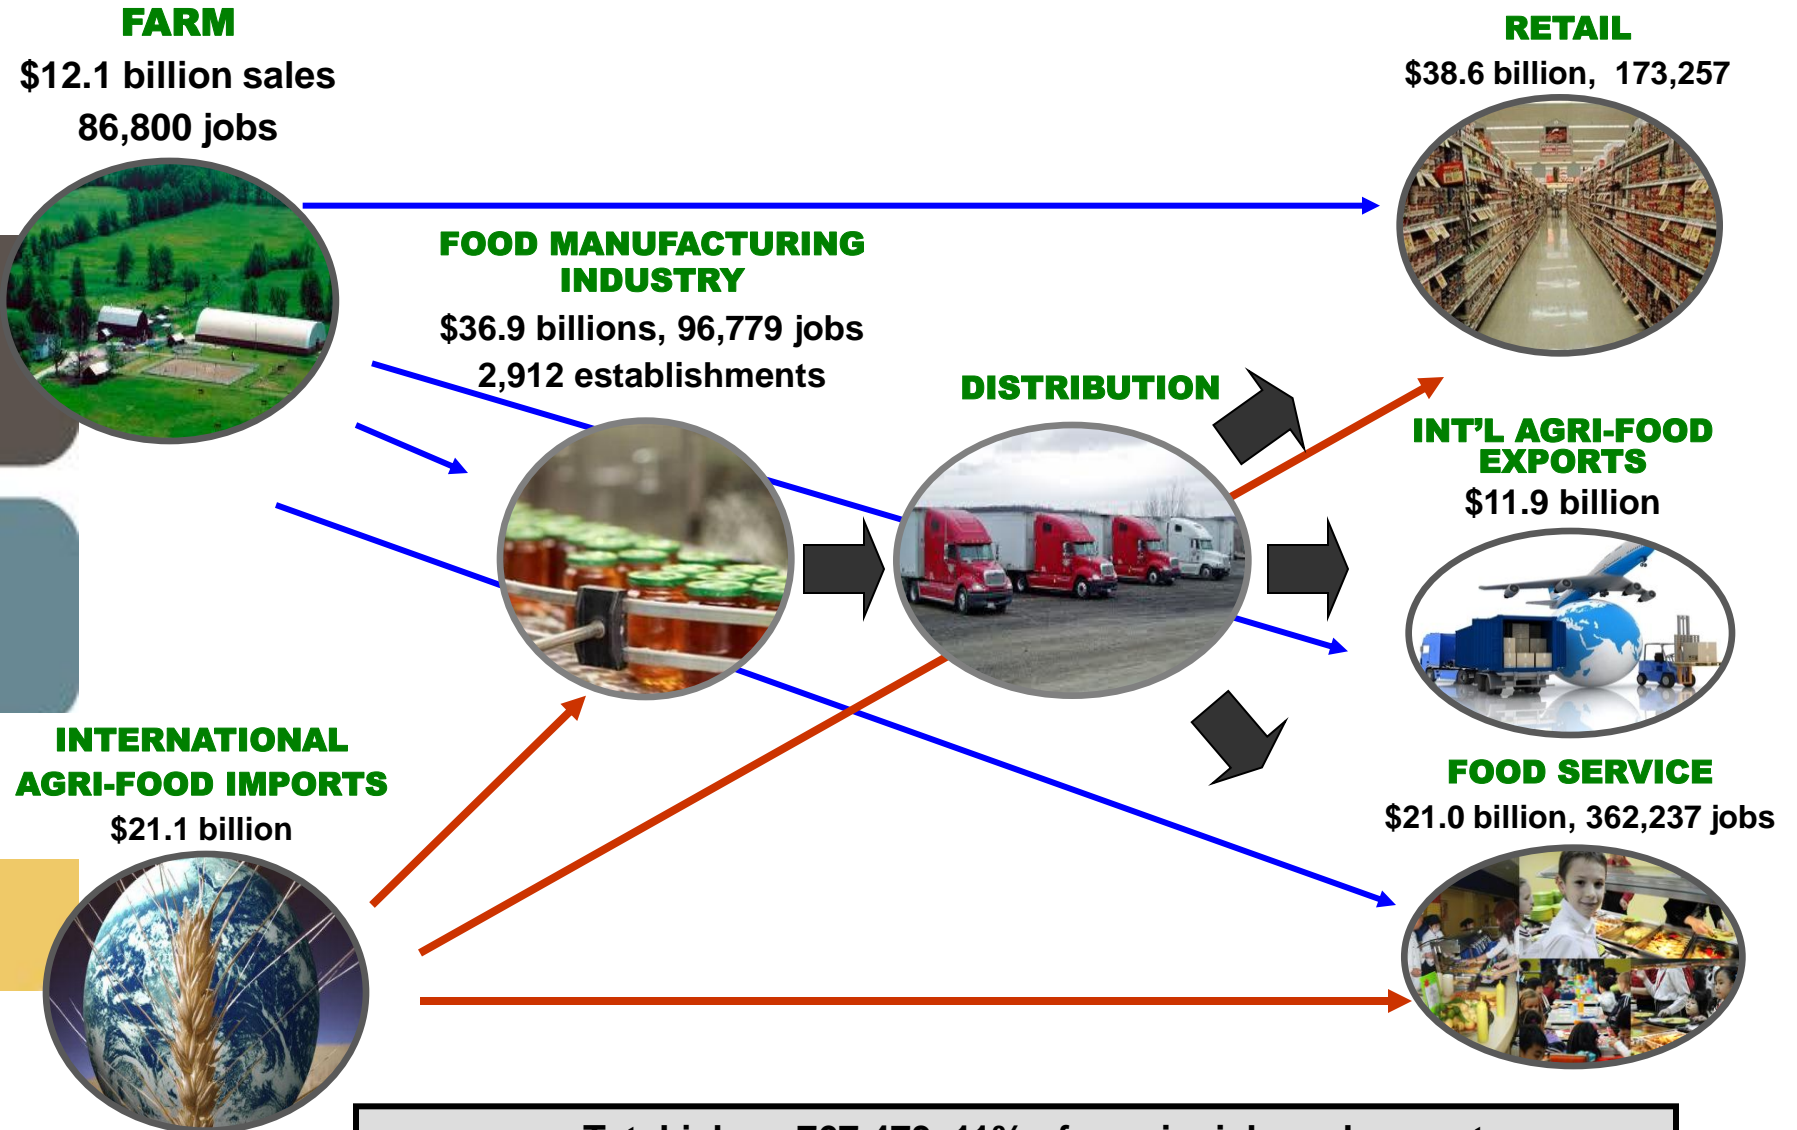 FARM
$12.1 billion sales
86,800 jobs
RETAIL
$38.6 billion, 173,257
FOOD MANUFACTURING
INDUSTRY
$36.9 billions, 96,779 jobs
2,912 establishments
DISTRIBUTION
INT’L AGRI-FOOD
EXPORTS
$11.9 billion
INTERNATIONAL
AGRI-FOOD IMPORTS
$21.1 billion
FOOD SERVICE
$21.0 billion, 362,237 jobs